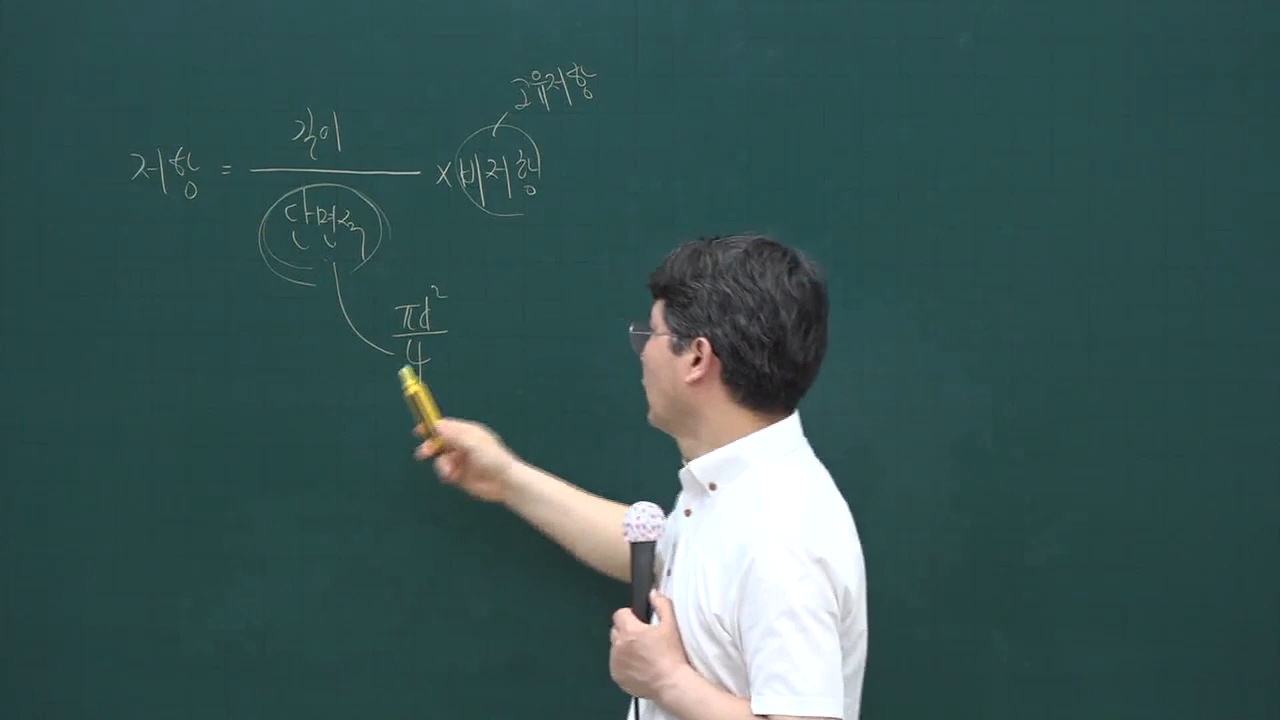 고유저항
저항 = 길이 / 단면적 × 비저항
πd² / 4